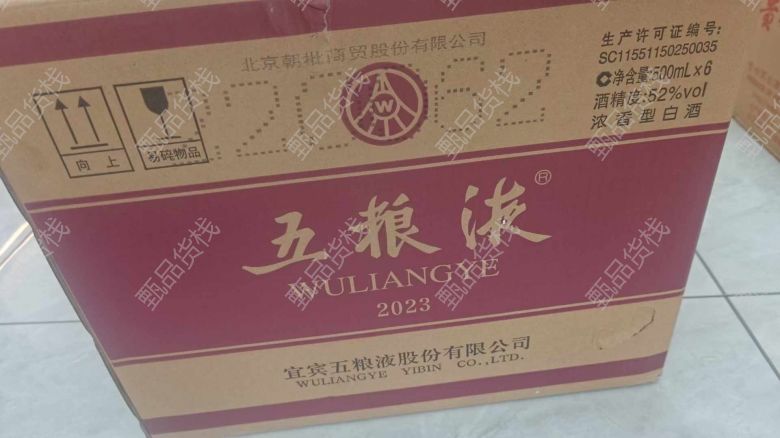 北京朝批商贸股份有限公司
生产许可证编号:
SC11551150250035
净含量:500mL×6
酒精度:52%vol
浓香型白酒
向上
易碎物品
W
五粮液®
WULIANGYE
2023
宜宾五粮液股份有限公司
WULIANGYE YIBIN CO.,LTD.
甄品货栈